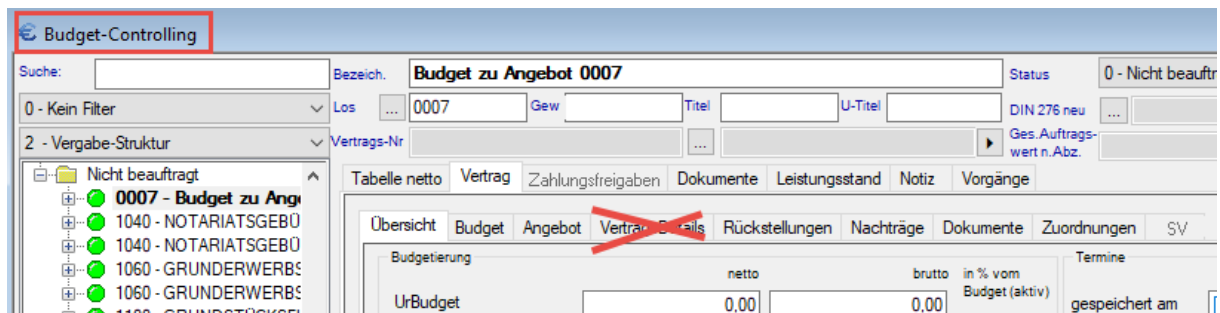 Budget-Controlling
Suche:
Bezeich. Budget zu Angebot 0007
Status 0 - Nicht beauftr
0 - Kein Filter
Los ... 0007 Gew Titel U-Titel
DIN 276 neu ...
2 - Vergabe-Struktur
Vertrags-Nr ...
Ges.Auftrags-
wert n.Abz.
Nicht beauftragt
Tabelle netto Vertrag Zahlungsfreigaben Dokumente Leistungsstand Notiz Vorgänge
0007 - Budget zu Ange
1040 - NOTARIATSGEBÜ
Übersicht Budget Angebot Vertrag-Details Rückstellungen Nachträge Dokumente Zuordnungen SV
1040 - NOTARIATSGEBÜ
1060 - GRUNDERWERBS
1060 - GRUNDERWERBS
Budgetierung
netto brutto in % vom
Budget (aktiv)
UrBudget 0,00 0,00
Termine
gespeichert am